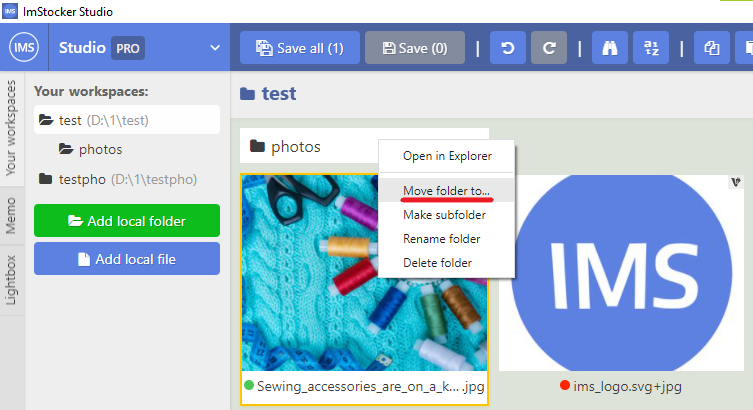 ImStocker Studio
IMS Studio PRO
Save all (1) Save (0)
Your workspaces
Memo
Lightbox
Your workspaces:
test (D:\1\test)
photos
testpho (D:\1\testpho)
Add local folder
Add local file
test
photos
Open in Explorer
Move folder to...
Make subfolder
Rename folder
Delete folder
IMS
Sewing_accessories_are_on_a_k... .jpg
ims_logo.svg+jpg